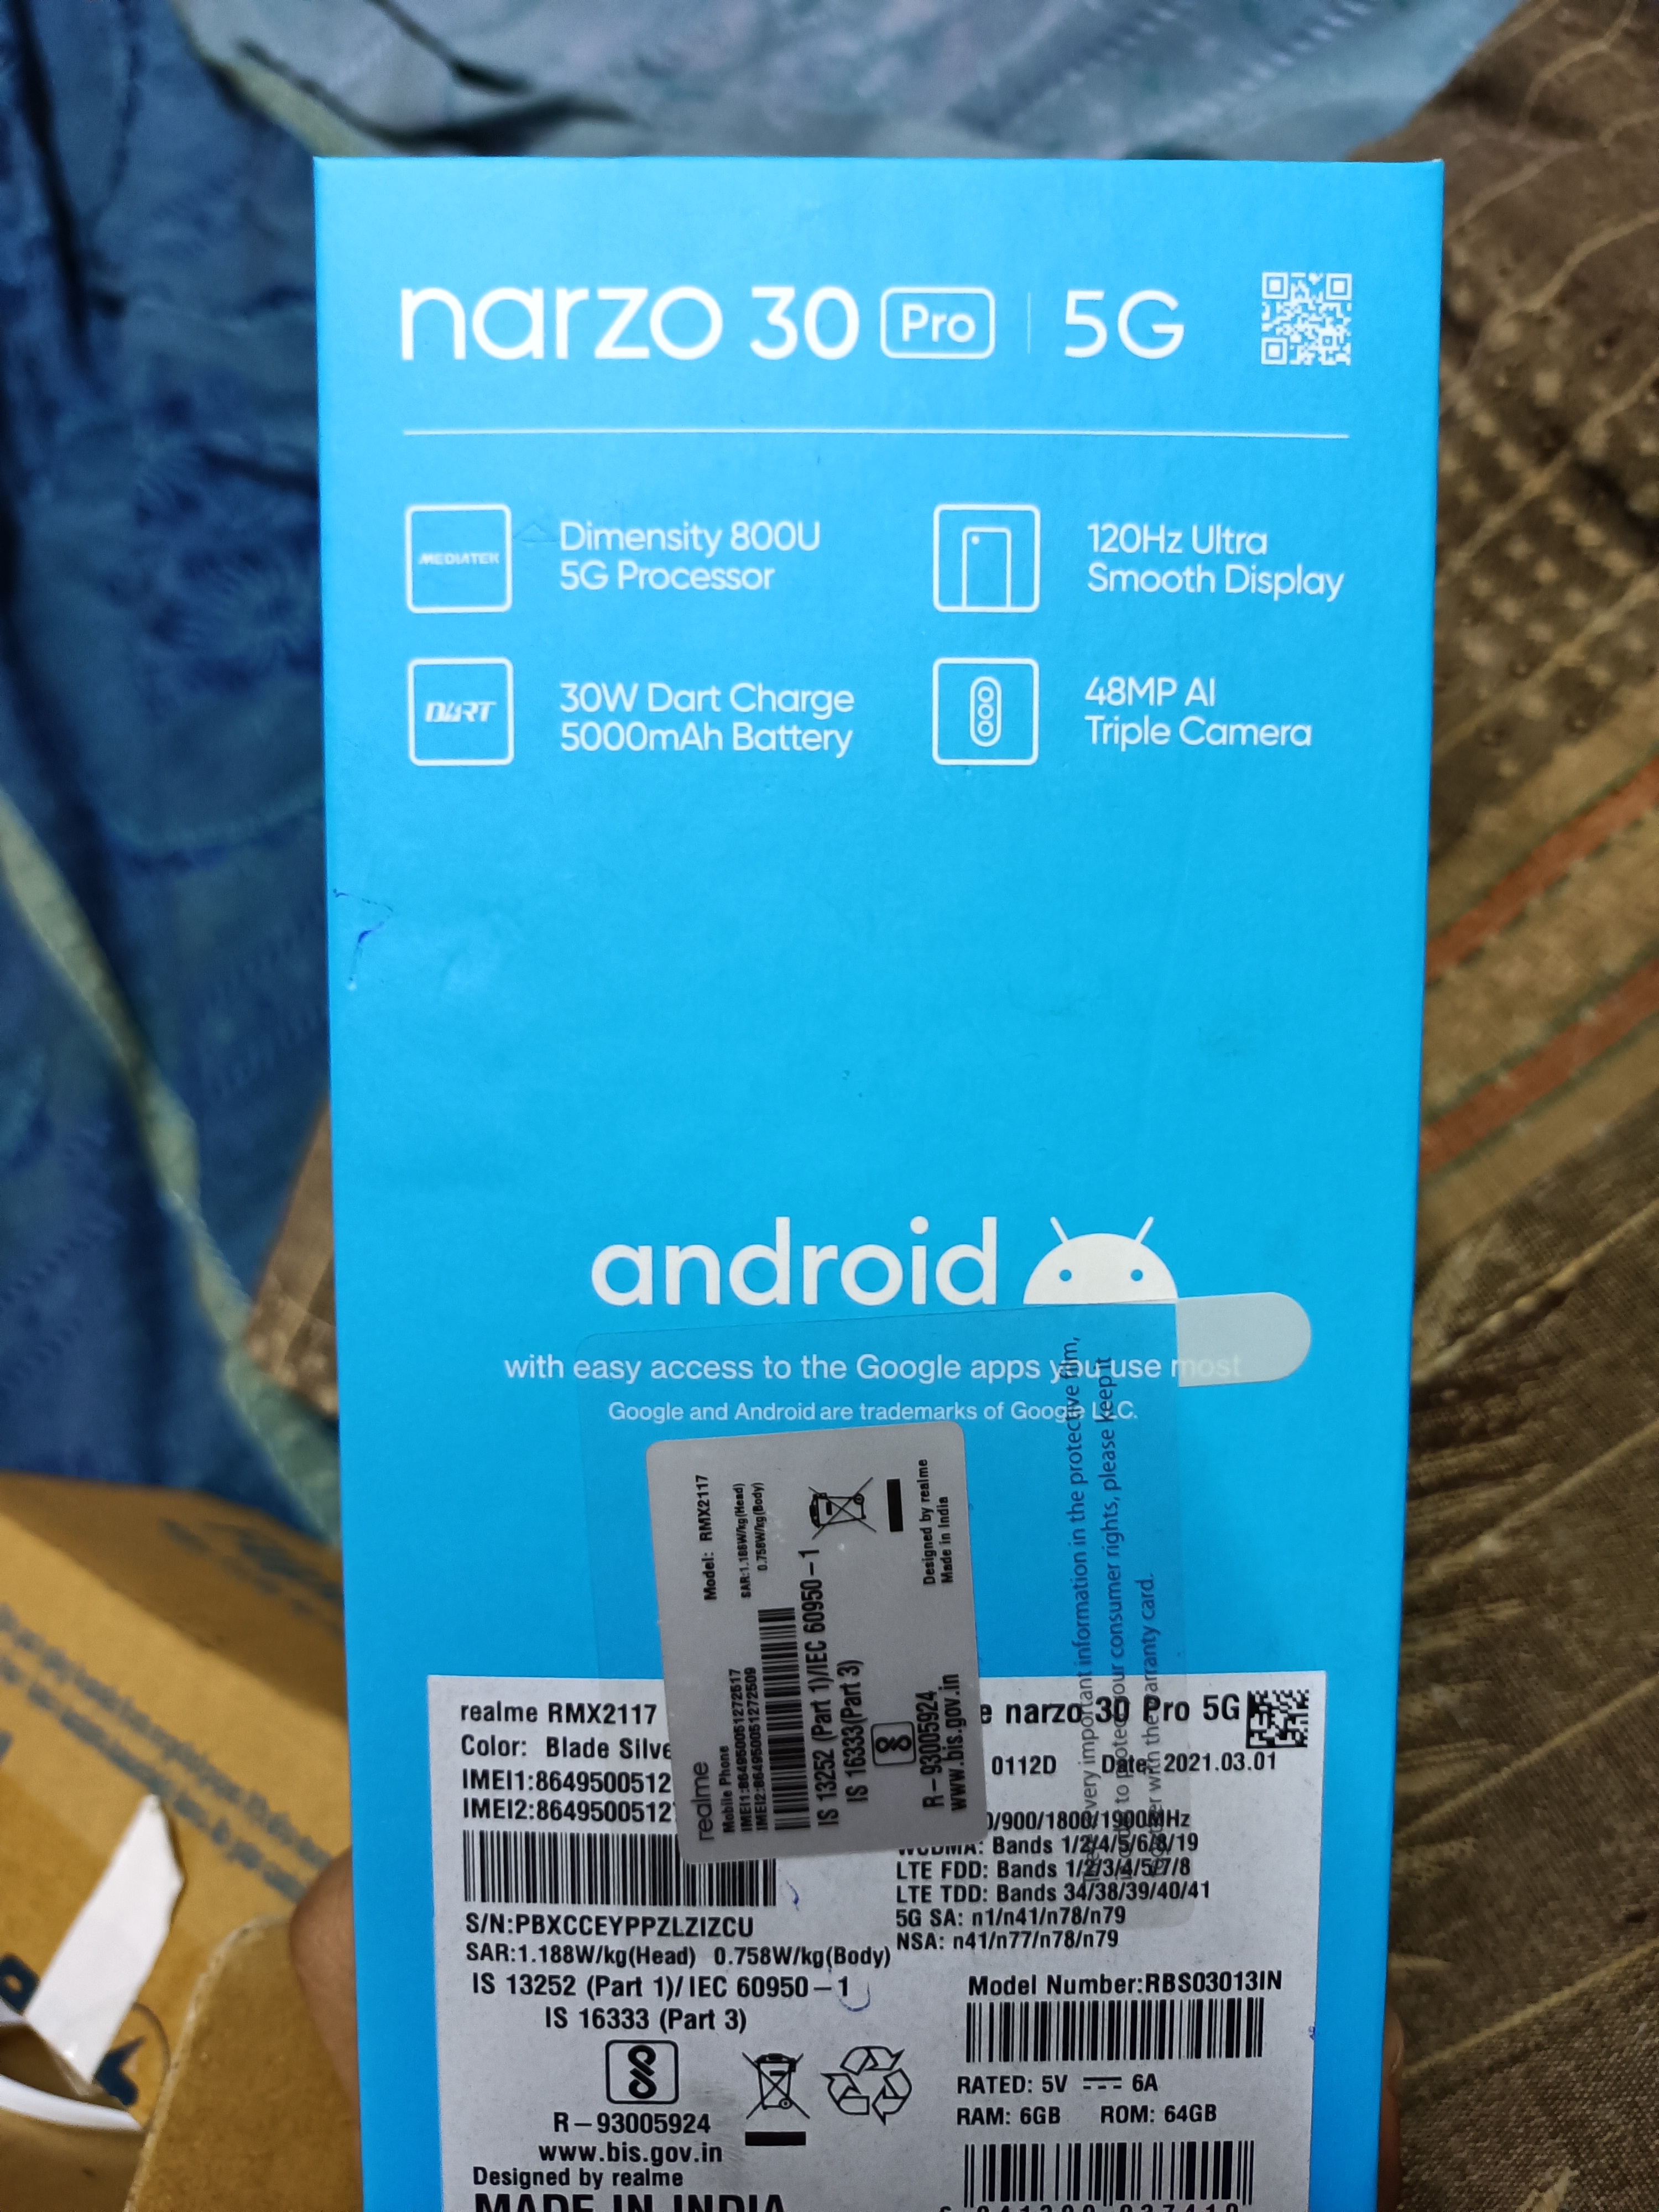 narzo 30 Pro 5G
MEDIATEK
Dimensity 800U
5G Processor
120Hz Ultra
Smooth Display
DART
30W Dart Charge
5000mAh Battery
48MP AI
Triple Camera
android
with easy access to the Google apps you use most
Google and Android are trademarks of Google LLC.
very important information in the protective film,
to protect your consumer rights, please keep it
together with the warranty card.
realme
Model: RMX2117
Mobile Phone
IMEI1:864950051272517
IMEI2:864950051272509
SAR:1.188W/kg(Head)
0.758W/kg(Body)
IS 13252 (Part 1)/IEC 60950-1
IS 16333(Part 3)
R-93005924
www.bis.gov.in
Designed by realme
Made in India
realme RMX2117
e narzo 30 Pro 5G
Color: Blade Silve
0112D Date: 2021.03.01
IMEI1:8649500512
IMEI2:8649500512
0/900/1800/1900MHz
WCDMA: Bands 1/2/4/5/6/8/19
LTE FDD: Bands 1/2/3/4/5/7/8
LTE TDD: Bands 34/38/39/40/41
5G SA: n1/n41/n78/n79
NSA: n41/n77/n78/n79
S/N:PBXCCEYPPZLZIZCU
SAR:1.188W/kg(Head) 0.758W/kg(Body)
IS 13252 (Part 1)/IEC 60950-1
IS 16333 (Part 3)
R-93005924
www.bis.gov.in
Designed by realme
MADE IN INDIA
Model Number:RBS03013IN
RATED: 5V 6A
RAM: 6GB ROM: 64GB